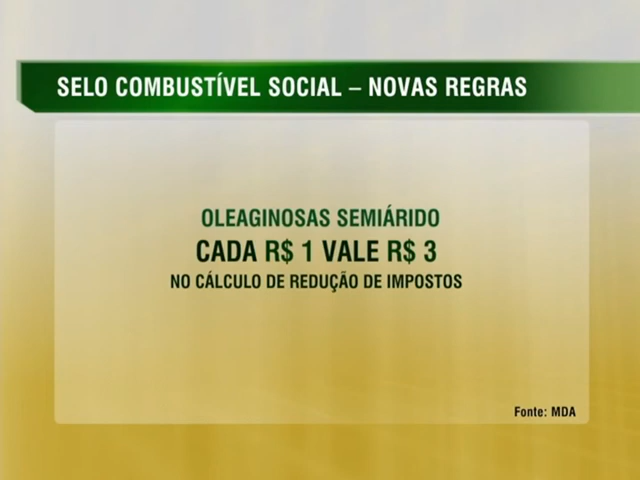 SELO COMBUSTÍVEL SOCIAL – NOVAS REGRAS
OLEAGINOSAS SEMIÁRIDO
CADA R$ 1 VALE R$ 3
NO CÁLCULO DE REDUÇÃO DE IMPOSTOS
Fonte: MDA